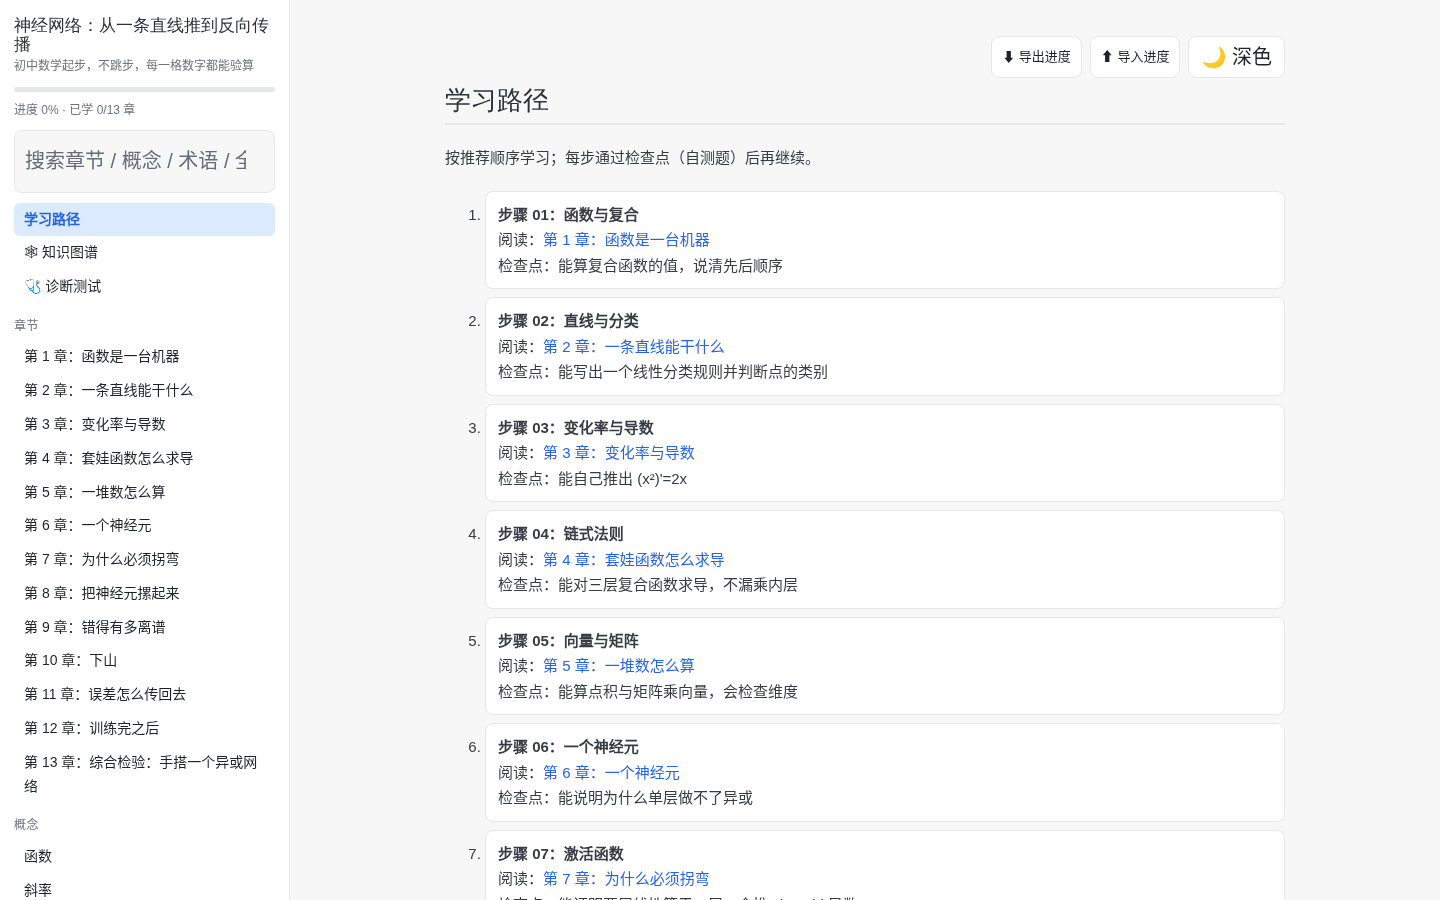 神经网络：从一条直线推到反向传
播
初中数学起步，不跳步，每一格数字都能验算
进度 0% · 已学 0/13 章
搜索章节 / 概念 / 术语 /
学习路径
🕸 知识图谱
🩺 诊断测试
章节
第 1 章：函数是一台机器
第 2 章：一条直线能干什么
第 3 章：变化率与导数
第 4 章：套娃函数怎么求导
第 5 章：一堆数怎么算
第 6 章：一个神经元
第 7 章：为什么必须拐弯
第 8 章：把神经元摞起来
第 9 章：错得有多离谱
第 10 章：下山
第 11 章：误差怎么传回去
第 12 章：训练完之后
第 13 章：综合检验：手搭一个异或网
络
概念
函数
斜率
⬇ 导出进度
⬆ 导入进度
🌙 深色
学习路径
按推荐顺序学习；每步通过检查点（自测题）后再继续。
1. 步骤 01：函数与复合
阅读：第 1 章：函数是一台机器
检查点：能算复合函数的值，说清先后顺序
2. 步骤 02：直线与分类
阅读：第 2 章：一条直线能干什么
检查点：能写出一个线性分类规则并判断点的类别
3. 步骤 03：变化率与导数
阅读：第 3 章：变化率与导数
检查点：能自己推出 (x²)'=2x
4. 步骤 04：链式法则
阅读：第 4 章：套娃函数怎么求导
检查点：能对三层复合函数求导，不漏乘内层
5. 步骤 05：向量与矩阵
阅读：第 5 章：一堆数怎么算
检查点：能算点积与矩阵乘向量，会检查维度
6. 步骤 06：一个神经元
阅读：第 6 章：一个神经元
检查点：能说明为什么单层做不了异或
7. 步骤 07：激活函数
阅读：第 7 章：为什么必须拐弯